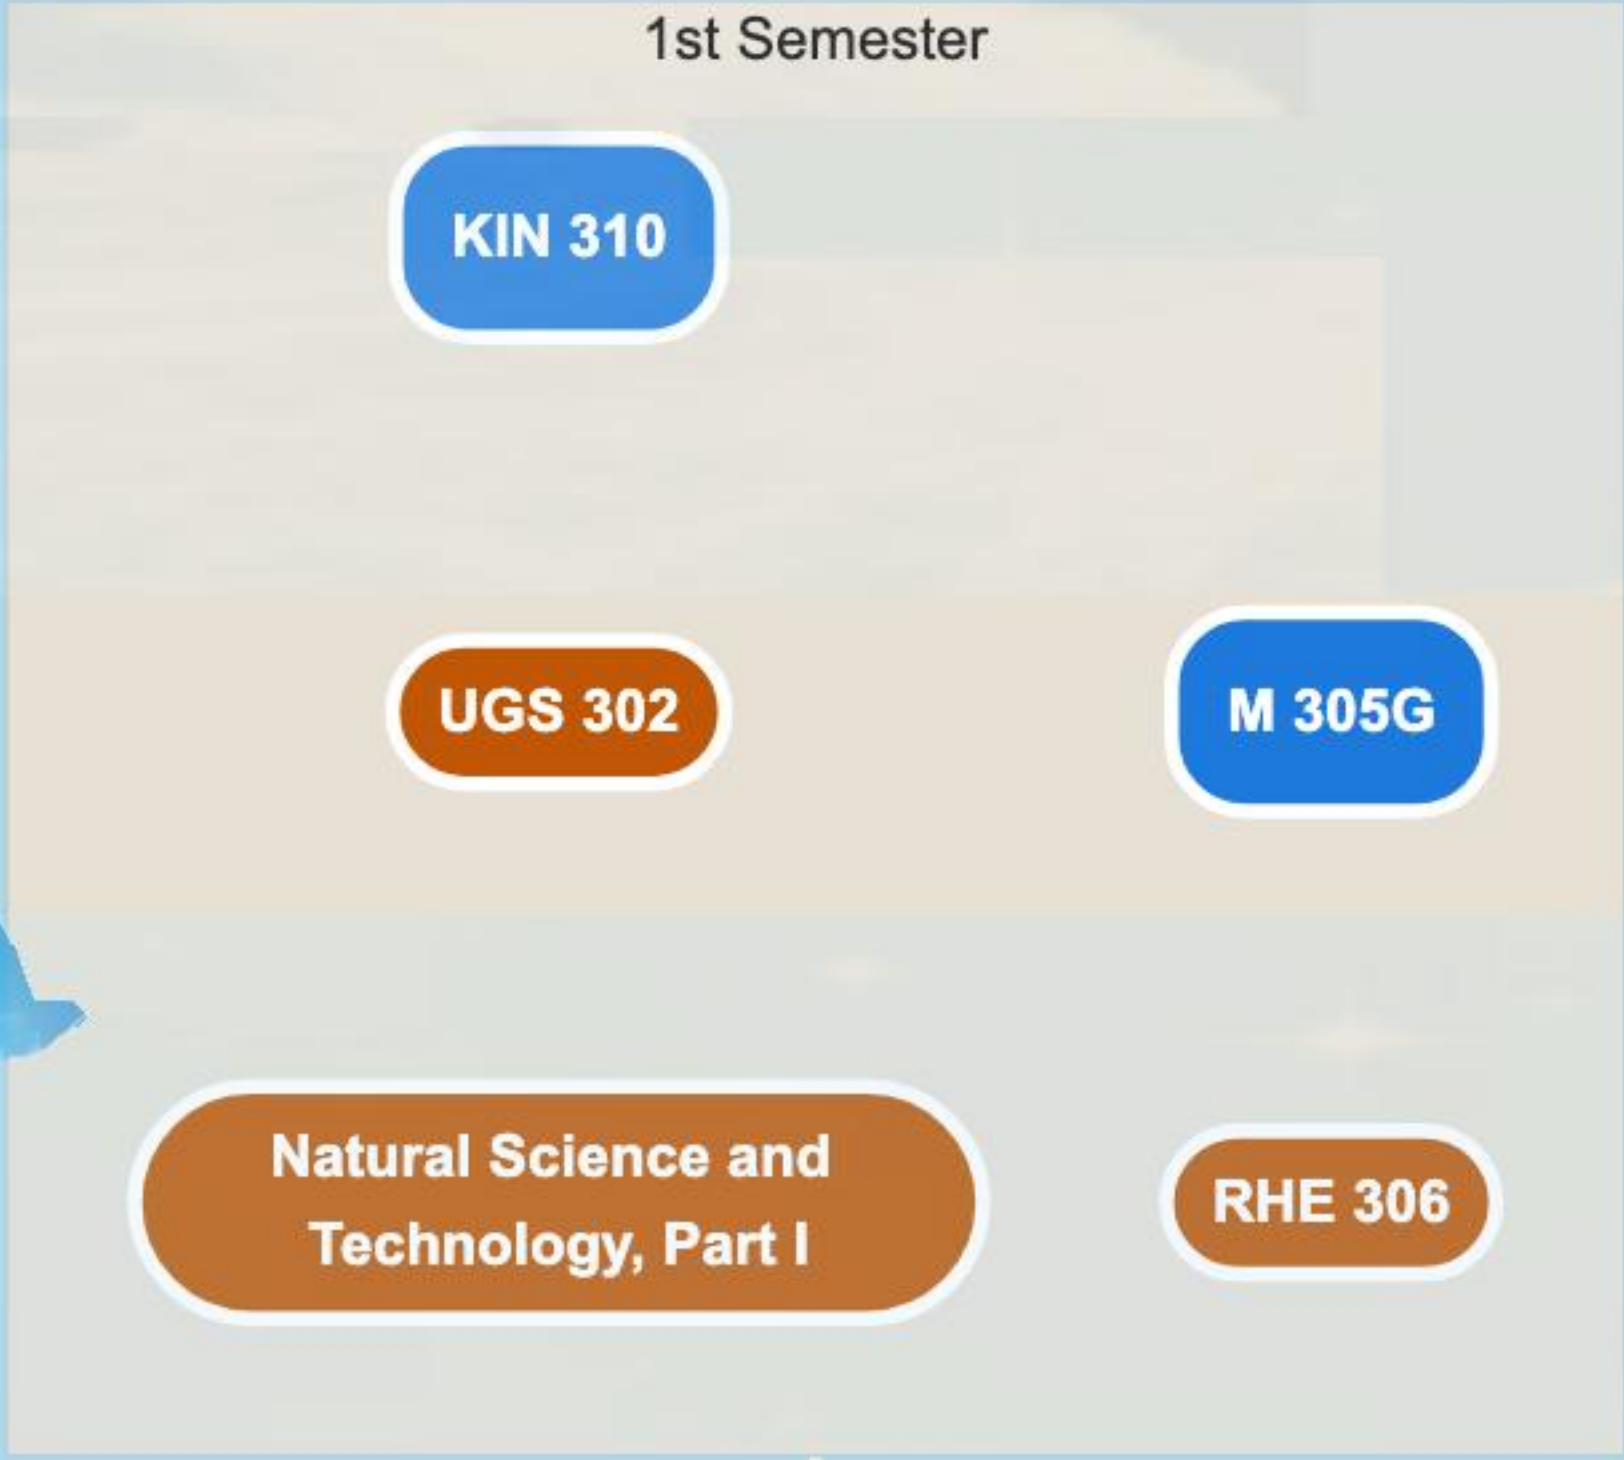 1st Semester
KIN 310
UGS 302
M 305G
Natural Science and
Technology, Part I
RHE 306